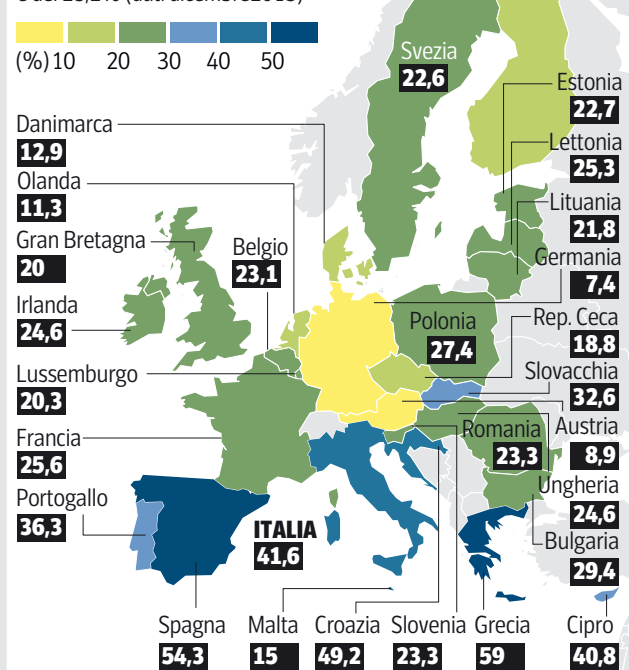 (%) 10 20 30 40 50
Svezia
22,6
Estonia
22,7
Danimarca
12,9
Lettonia
25,3
Olanda
11,3
Lituania
21,8
Gran Bretagna
20
Belgio
23,1
Germania
7,4
Irlanda
24,6
Polonia
27,4
Rep. Ceca
18,8
Lussemburgo
20,3
Slovacchia
32,6
Francia
25,6
Romania
23,3
Austria
8,9
Portogallo
36,3
Ungheria
24,6
ITALIA
41,6
Bulgaria
29,4
Spagna
54,3
Malta
15
Croazia
49,2
Slovenia
23,3
Grecia
59
Cipro
40,8